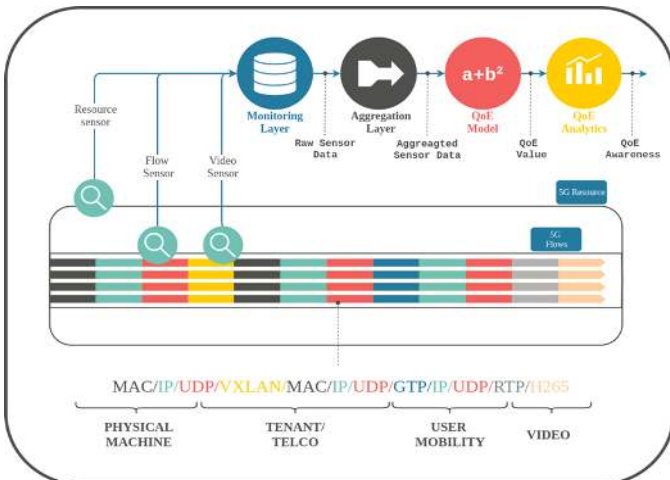 Resource
sensor
Flow
Sensor
Video
Sensor
Monitoring
Layer
Raw Sensor
Data
Aggregation
Layer
Aggreagted
Sensor Data
a+b²
QoE
Model
QoE
Value
QoE
Analytics
QoE
Awareness
5G Resource
5G
Flows
MAC/IP/UDP/VXLAN/MAC/IP/UDP/GTP/IP/UDP/RTP/H265
PHYSICAL
MACHINE
TENANT/
TELCO
USER
MOBILITY
VIDEO